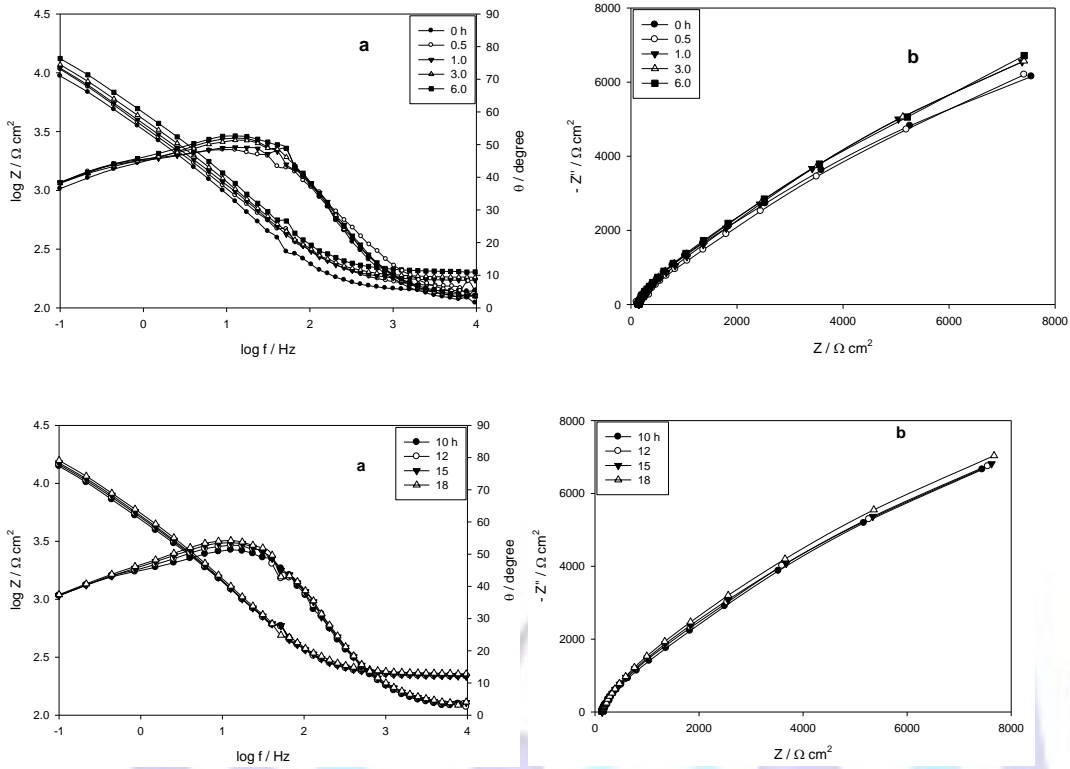 4.5
4.0
3.5
3.0
2.5
2.0
log Z / Ω cm²
a
0 h
0.5
1.0
3.0
6.0
90
80
70
60
50
40
30
20
10
0
θ / degree
-1 0 1 2 3 4
log f / Hz
8000
6000
4000
2000
0
- Z'' / Ω cm²
b
0 h
0.5
1.0
3.0
6.0
0 2000 4000 6000 8000
Z / Ω cm²
4.5
4.0
3.5
3.0
2.5
2.0
log Z / Ω cm²
a
10 h
12
15
18
90
80
70
60
50
40
30
20
10
0
θ / degree
-1 0 1 2 3 4
log f / Hz
8000
6000
4000
2000
0
- Z'' / Ω cm²
b
10 h
12
15
18
0 2000 4000 6000 8000
Z / Ω cm²